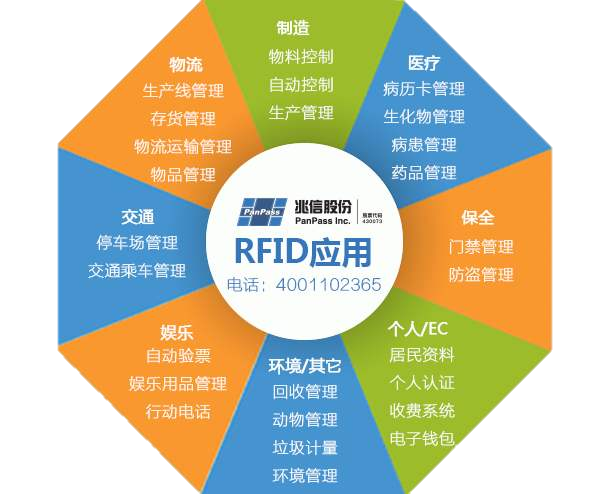 制造
物料控制
自动控制
生产管理
医疗
病历卡管理
生化物管理
病患管理
药品管理
保全
门禁管理
防盗管理
个人/EC
居民资料
个人认证
收费系统
电子钱包
环境/其它
回收管理
动物管理
垃圾计量
环境管理
娱乐
自动验票
娱乐用品管理
行动电话
交通
停车场管理
交通乘车管理
物流
生产线管理
存货管理
物流运输管理
物品管理
PanPass
兆信股份
PanPass Inc.
股票代码
430073
RFID应用
电话：4001102365